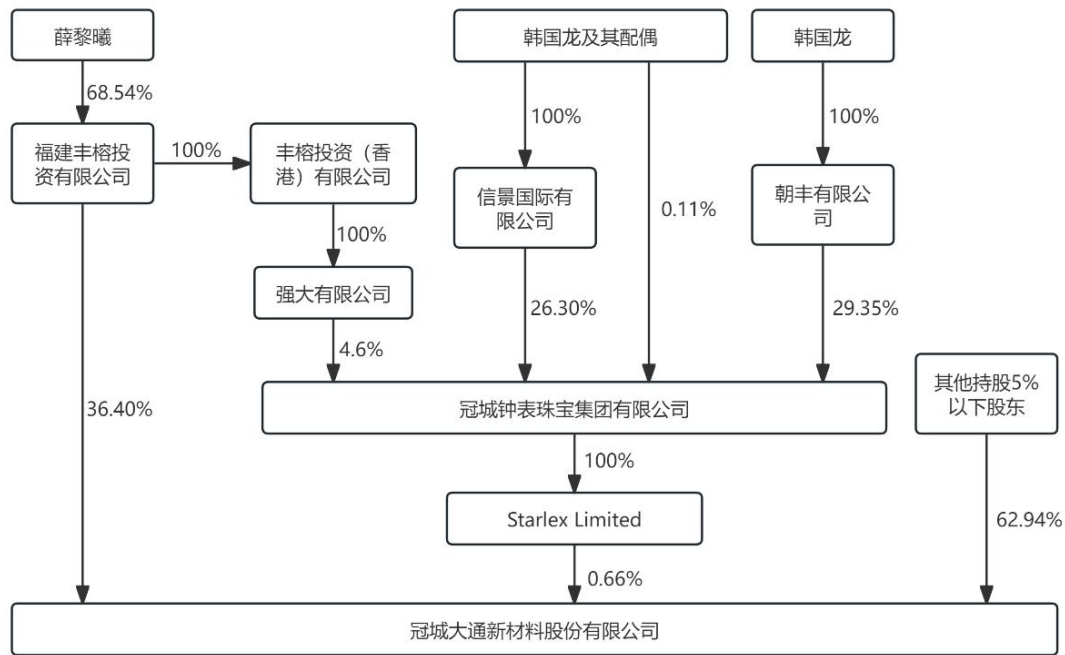 薛黎曦
韩国龙及其配偶
韩国龙
68.54%
100%
100%
福建丰榕投
资有限公司
100%
丰榕投资（香
港）有限公司
信景国际有
限公司
0.11%
朝丰有限公
司
100%
强大有限公司
26.30%
29.35%
4.6%
其他持股5%
以下股东
36.40%
冠城钟表珠宝集团有限公司
100%
Starlex Limited
62.94%
0.66%
冠城大通新材料股份有限公司